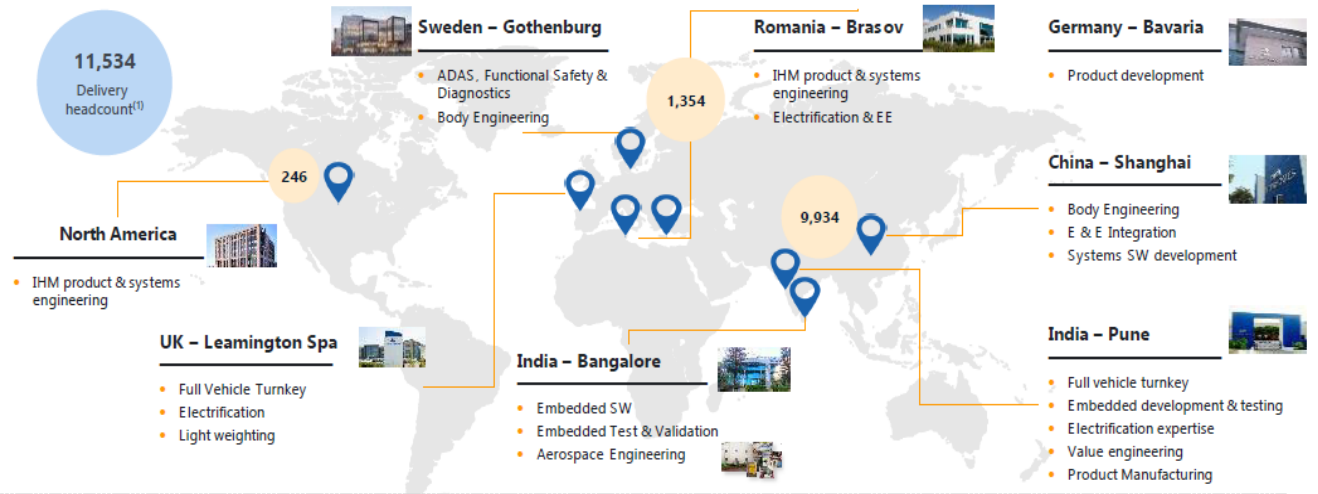 11,534
Delivery
headcount(1)
Sweden – Gothenburg
• ADAS, Functional Safety &
Diagnostics
• Body Engineering
Romania – Brasov
• IHM product & systems
engineering
• Electrification & EE
Germany – Bavaria
• Product development
1,354
246
9,934
China – Shanghai
• Body Engineering
• E & E Integration
• Systems SW development
North America
• IHM product & systems
engineering
UK – Leamington Spa
• Full Vehicle Turnkey
• Electrification
• Light weighting
India – Bangalore
• Embedded SW
• Embedded Test & Validation
• Aerospace Engineering
India – Pune
• Full vehicle turnkey
• Embedded development & testing
• Electrification expertise
• Value engineering
• Product Manufacturing